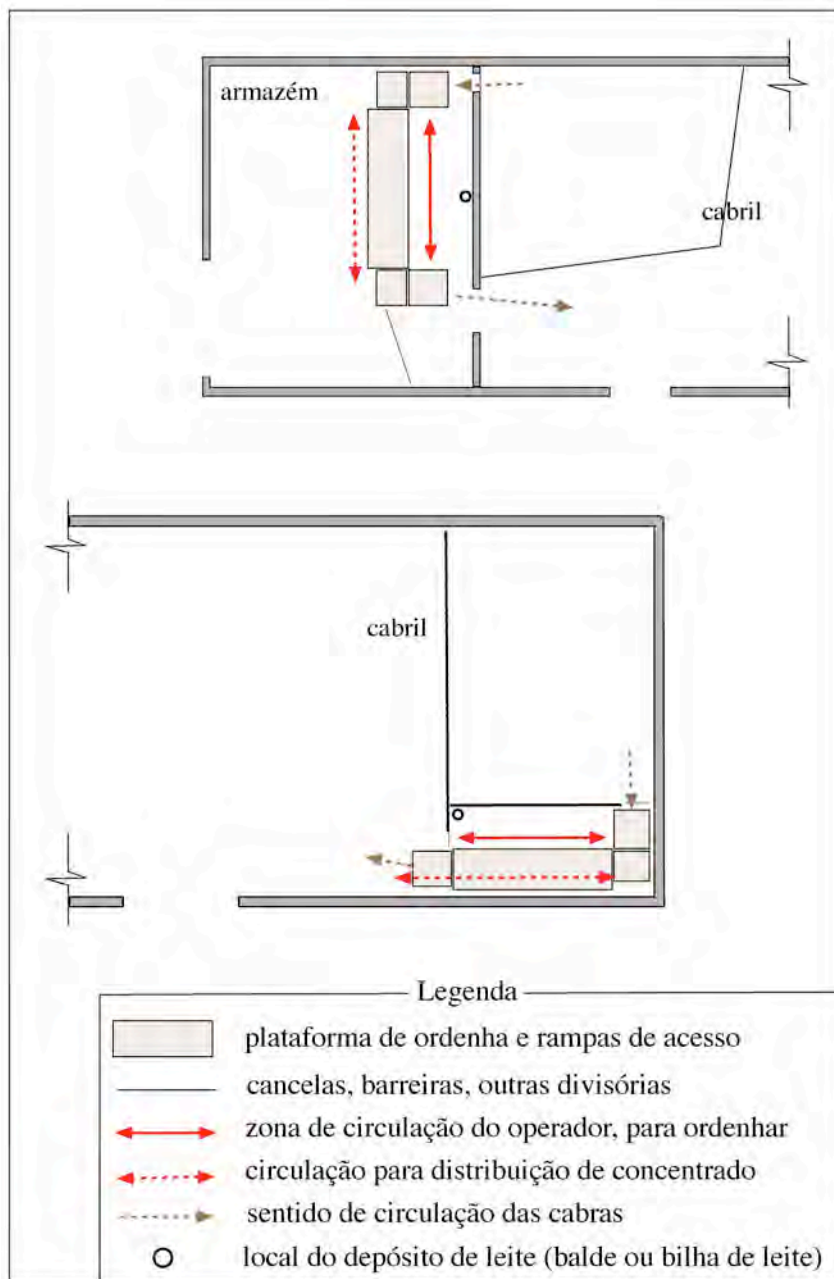 armazém
cabril
cabril
Legenda
plataforma de ordenha e rampas de acesso
cancelas, barreiras, outras divisórias
zona de circulação do operador, para ordenhar
circulação para distribuição de concentrado
sentido de circulação das cabras
local do depósito de leite (balde ou bilha de leite)